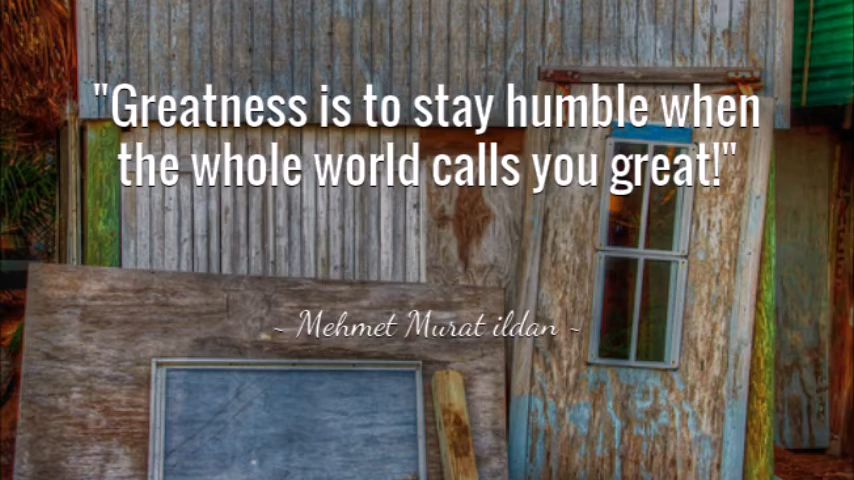 "Greatness is to stay humble when
the whole world calls you great!"
~ Mehmet Murat ildan ~